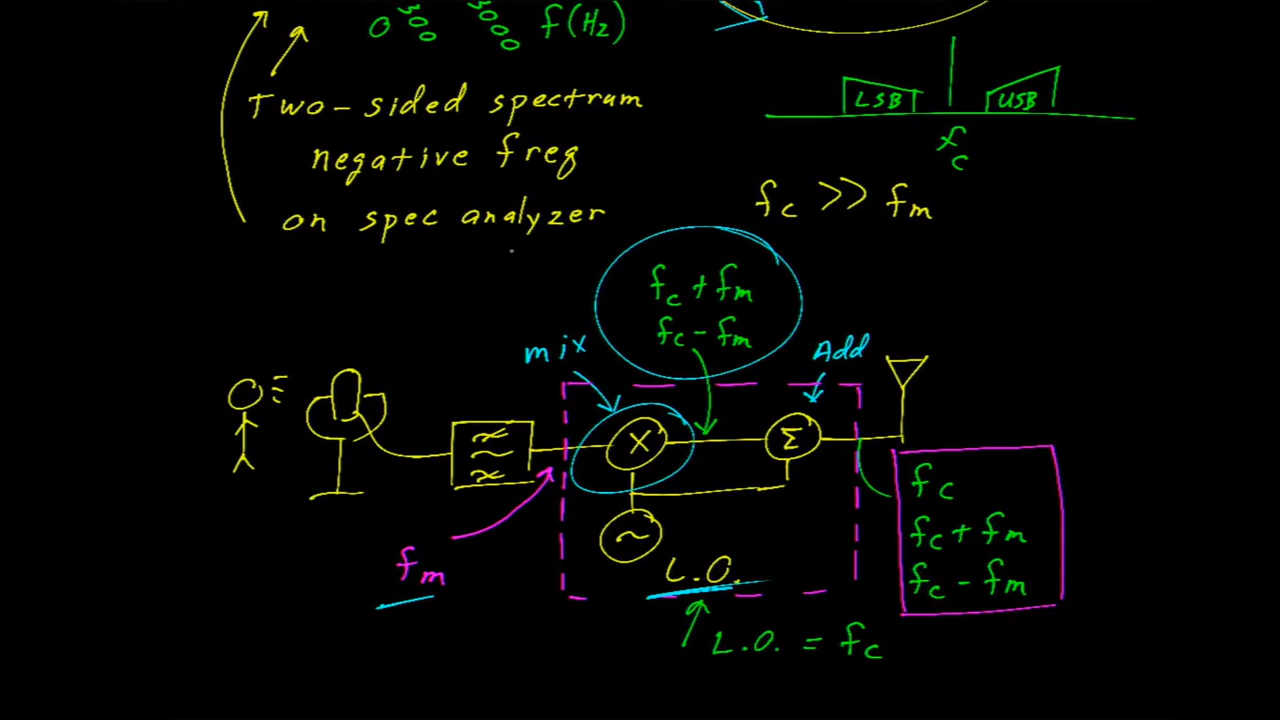 0 300 3000 f(Hz)
Two-sided spectrum
negative freq
on spec analyzer
LSB USB
fc
fc >> fm
fc + fm
fc - fm
mix
Add
X
Σ
~
fm
L.O.
L.O. = fc
fc
fc + fm
fc - fm